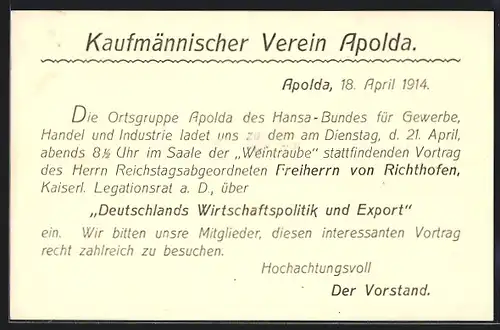 Kaufmännischer Verein Apolda.
Apolda, 18. April 1914.
Die Ortsgruppe Apolda des Hansa-Bundes für Gewerbe,
Handel und Industrie ladet uns zu dem am Dienstag, d. 21. April,
abends 8½ Uhr im Saale der „Weintraube" stattfindenden Vortrag
des Herrn Reichstagsabgeordneten Freiherrn von Richthofen,
Kaiserl. Legationsrat a. D., über
„Deutschlands Wirtschaftspolitik und Export"
ein. Wir bitten unsre Mitglieder, diesen interessanten Vortrag
recht zahlreich zu besuchen.
Hochachtungsvoll
Der Vorstand.